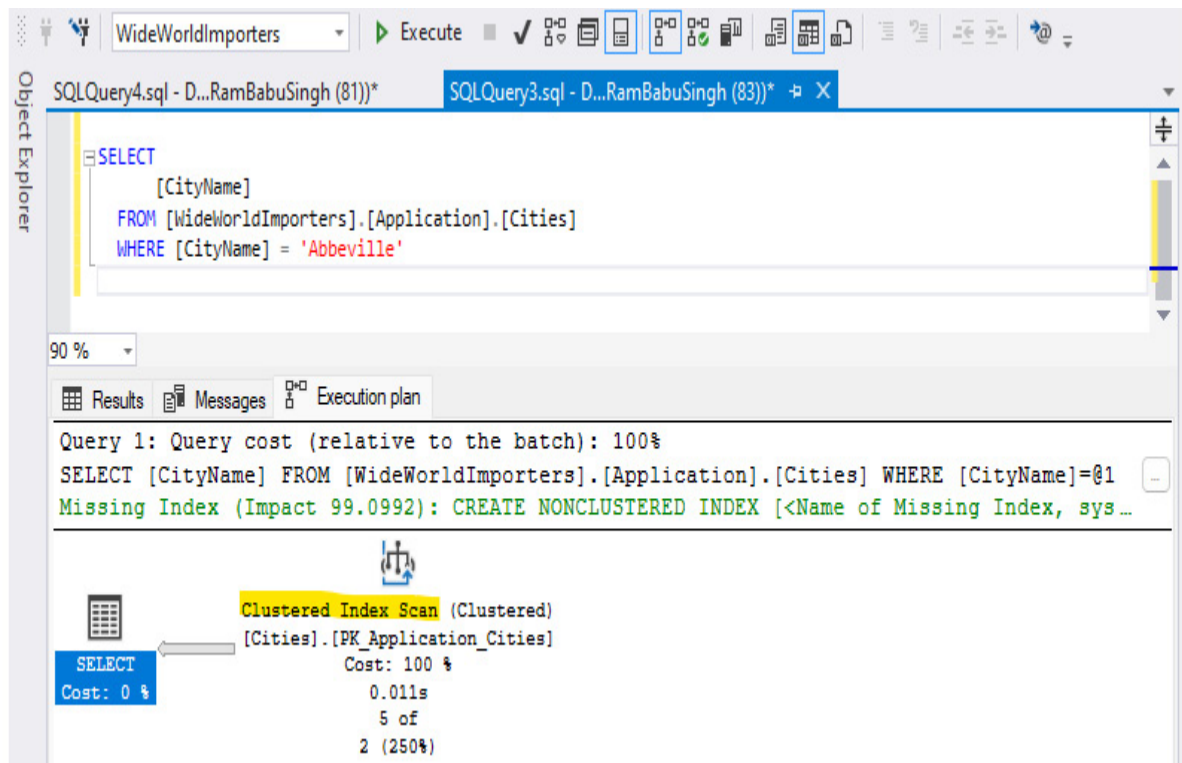 WideWorldImporters
Execute
Object Explorer
SQLQuery4.sql - D...RamBabuSingh (81))*
SQLQuery3.sql - D...RamBabuSingh (83))*
SELECT
[CityName]
FROM [WideWorldImporters].[Application].[Cities]
WHERE [CityName] = 'Abbeville'
90 %
Results
Messages
Execution plan
Query 1: Query cost (relative to the batch): 100%
SELECT [CityName] FROM [WideWorldImporters].[Application].[Cities] WHERE [CityName]=@1
Missing Index (Impact 99.0992): CREATE NONCLUSTERED INDEX [<Name of Missing Index, sys…
SELECT
Cost: 0 %
Clustered Index Scan (Clustered)
[Cities].[PK_Application_Cities]
Cost: 100 %
0.011s
5 of
2 (250%)